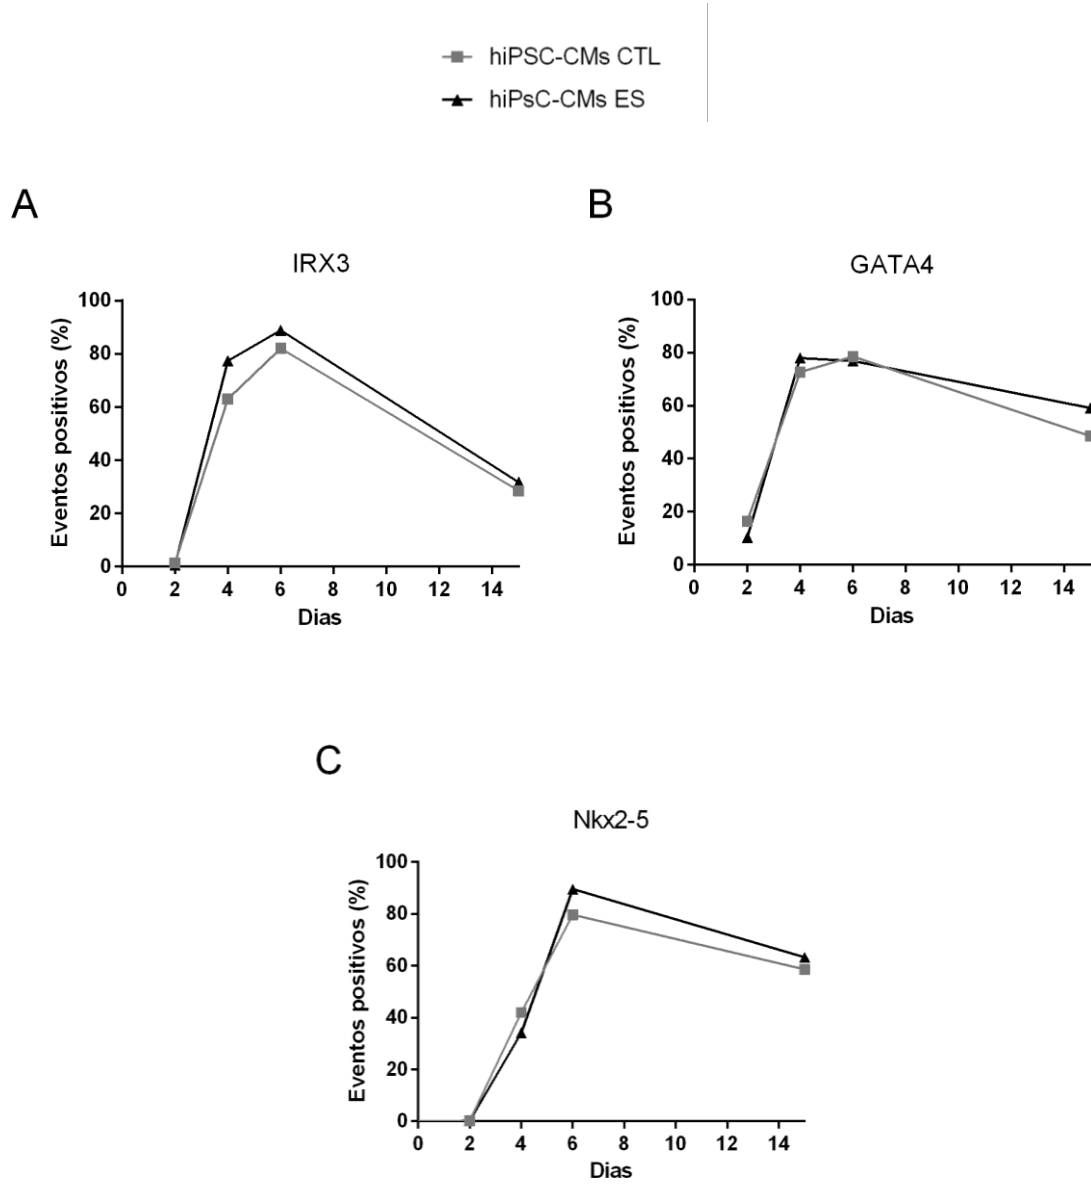 hiPSC-CMs CTL
hiPsC-CMs ES
A
IRX3
Eventos positivos (%)
100
80
60
40
20
0
0 2 4 6 8 10 12 14
Dias
B
GATA4
Eventos positivos (%)
100
80
60
40
20
0
0 2 4 6 8 10 12 14
Dias
C
Nkx2-5
Eventos positivos (%)
100
80
60
40
20
0
0 2 4 6 8 10 12 14
Dias